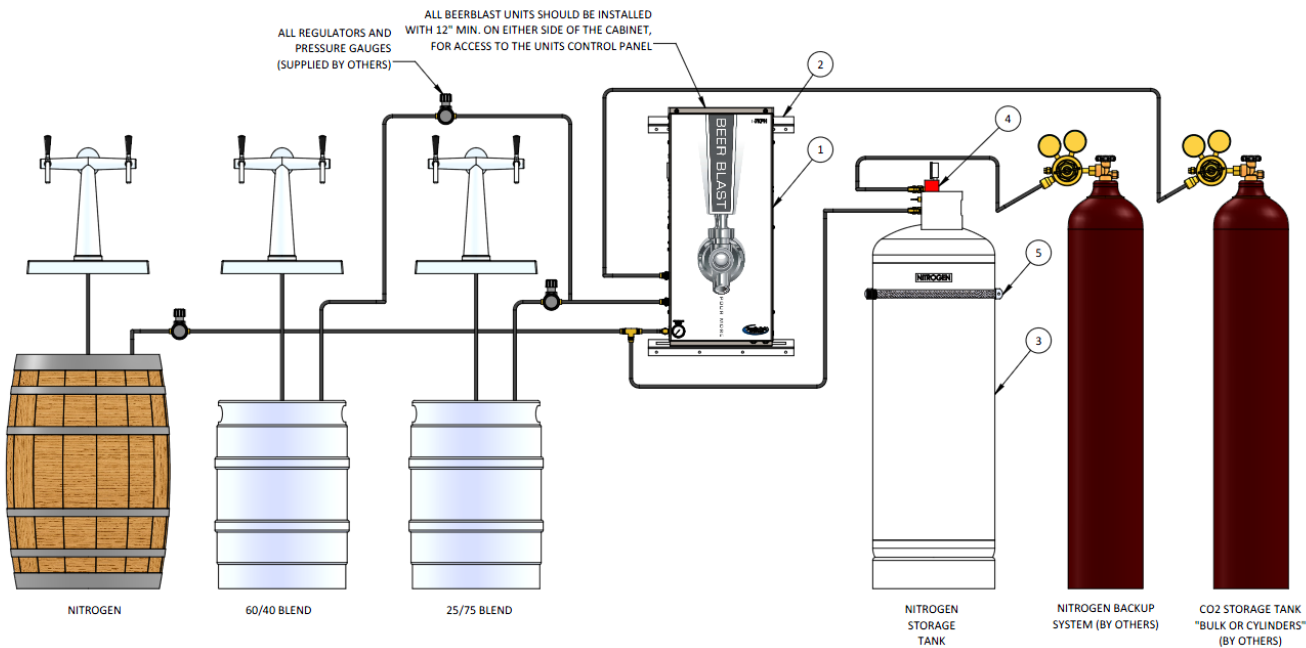 ALL BEERBLAST UNITS SHOULD BE INSTALLED
WITH 12" MIN. ON EITHER SIDE OF THE CABINET,
FOR ACCESS TO THE UNITS CONTROL PANEL
ALL REGULATORS AND
PRESSURE GAUGES
(SUPPLIED BY OTHERS)
2
1
4
5
3
BEER BLAST
POUR MORE
NITROGEN
NITROGEN
60/40 BLEND
25/75 BLEND
NITROGEN
STORAGE
TANK
NITROGEN BACKUP
SYSTEM (BY OTHERS)
CO2 STORAGE TANK
"BULK OR CYLINDERS"
(BY OTHERS)